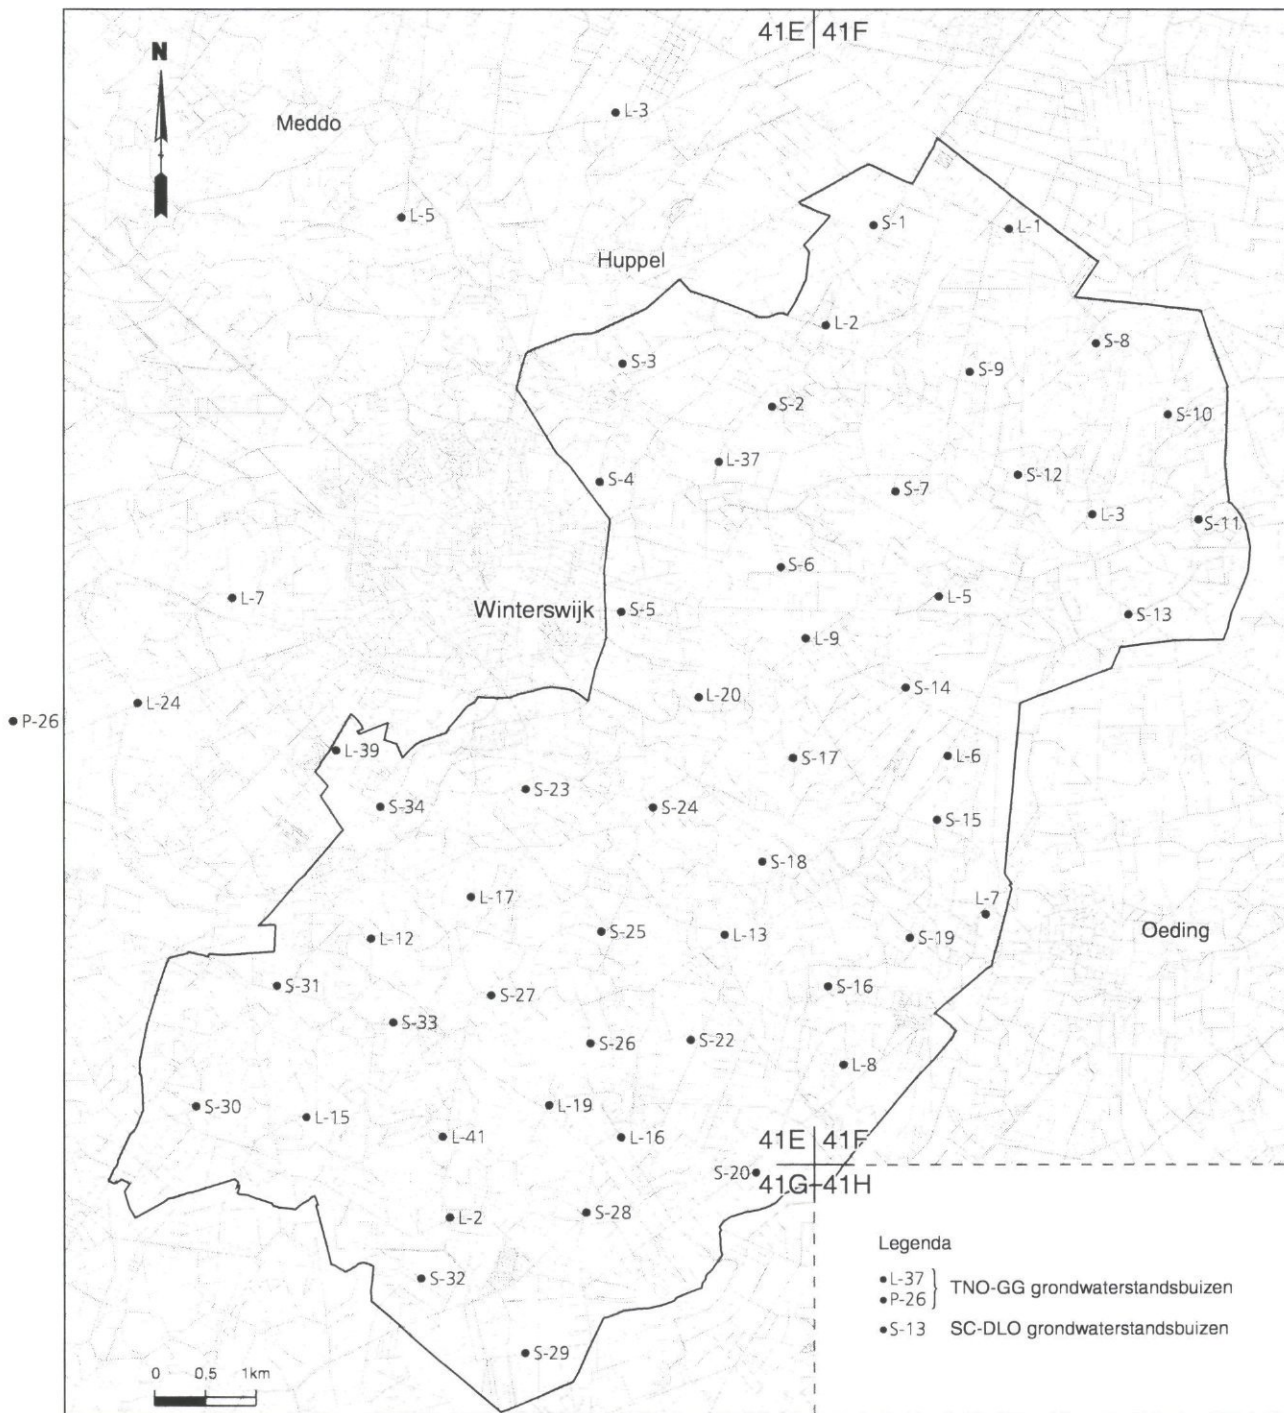 41E 41F
N
L-3
Meddo
L-5
S-1
L-1
Huppel
L-2
S-8
S-3
S-9
S-2
S-10
L-37
S-12
S-4
S-7
L-3
S-11
S-6
L-7
L-5
Winterswijk
S-5
S-13
L-9
S-14
L-20
L-24
P-26
L-39
S-17
L-6
S-23
S-34
S-24
S-15
S-18
L-17
L-7
S-25
L-13
S-19
Oeding
L-12
S-31
S-16
S-27
S-33
S-26
S-22
L-8
S-30
L-19
L-15
L-41
L-16
41E 41F
S-20
41G 41H
L-2
S-28
Legenda
S-32
L-37
P-26
TNO-GG grondwaterstandsbuizen
S-13 SC-DLO grondwaterstandsbuizen
S-29
0 0,5 1km